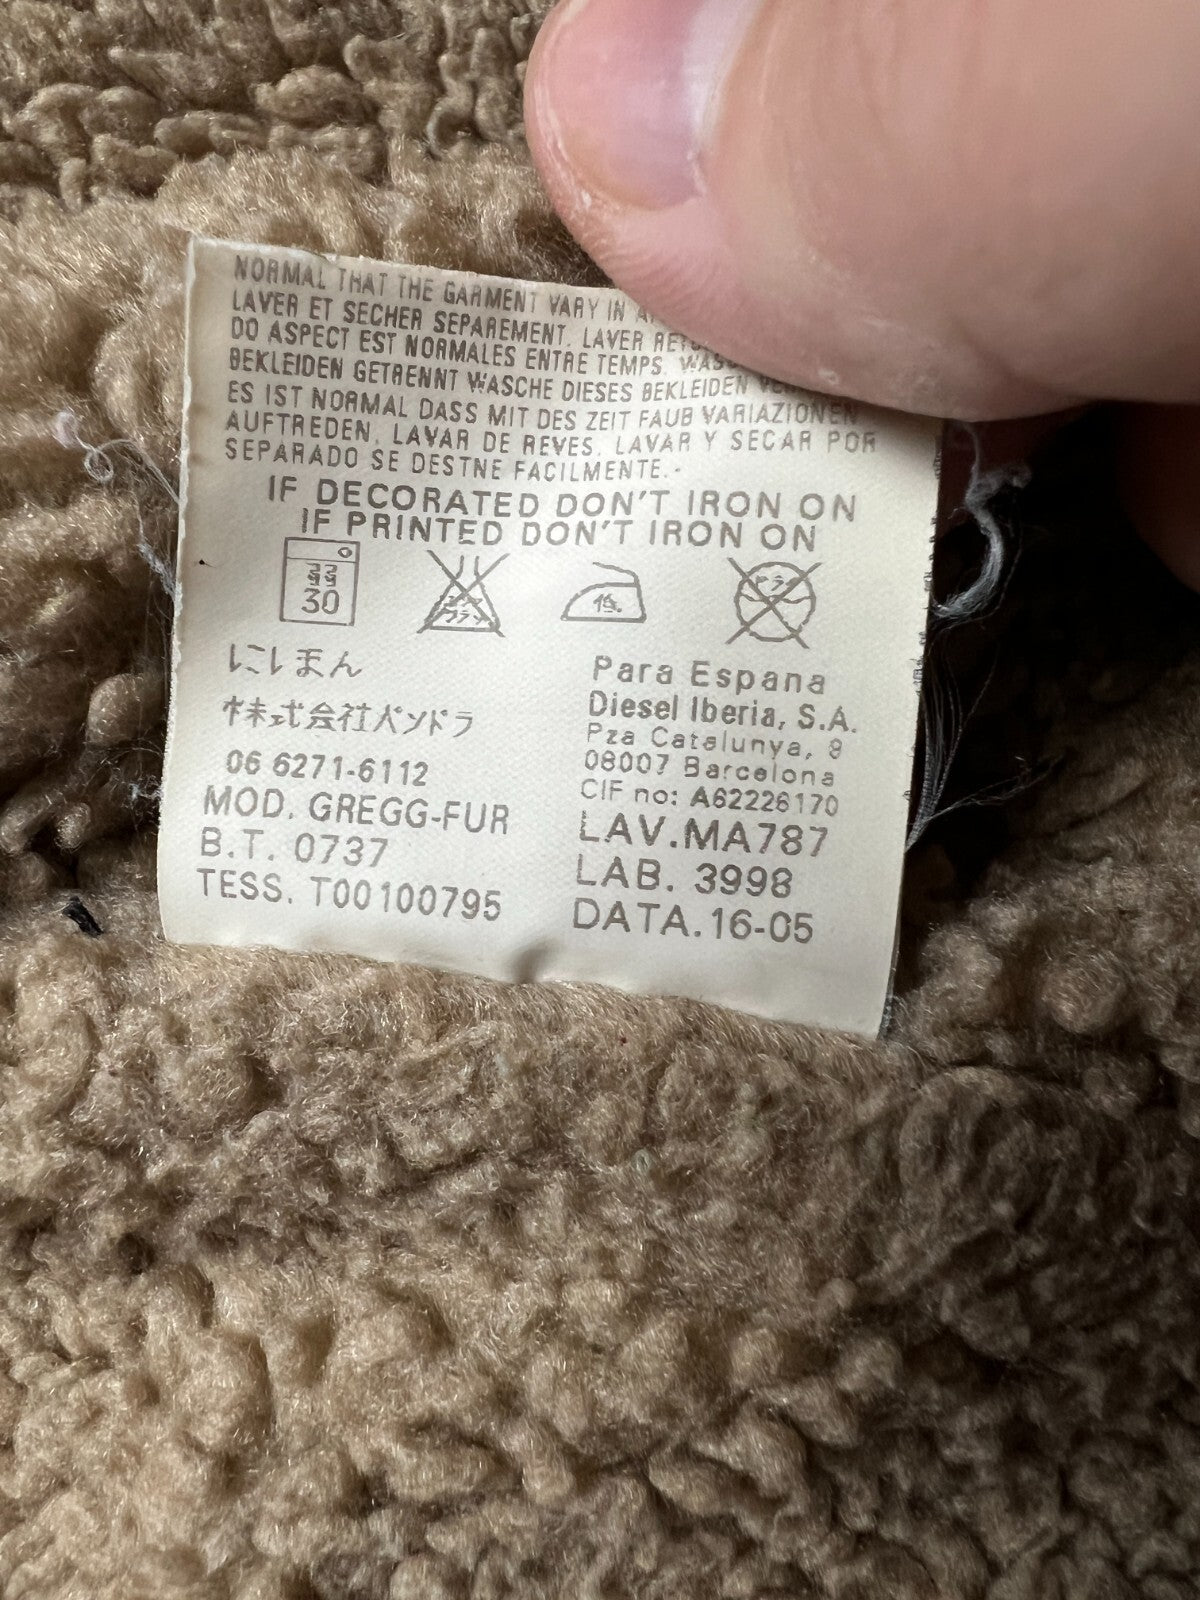 NORMAL THAT THE GARMENT VARY IN
LAVER ET SECHER SEPAREMENT. LAVER
DO ASPECT EST NORMALES ENTRE TEMPS.
BEKLEIDEN GETRENNT WASCHE DIESES BEKLEIDEN
ES IST NORMAL DASS MIT DES ZEIT FAUB VARIAZIONEN
AUFTREDEN. LAVAR DE REVES. LAVAR Y SECAR POR
SEPARADO SE DESTNE FACILMENTE.-
IF DECORATED DON'T IRON ON
IF PRINTED DON'T IRON ON
30
低
にしまん
株式会社パンドラ
06 6271-6112
MOD. GREGG-FUR
B.T. 0737
TESS. T00100795
Para Espana
Diesel Iberia, S.A.
Pza Catalunya, 9
08007 Barcelona
CIF no: A62226170
LAV.MA787
LAB. 3998
DATA.16-05